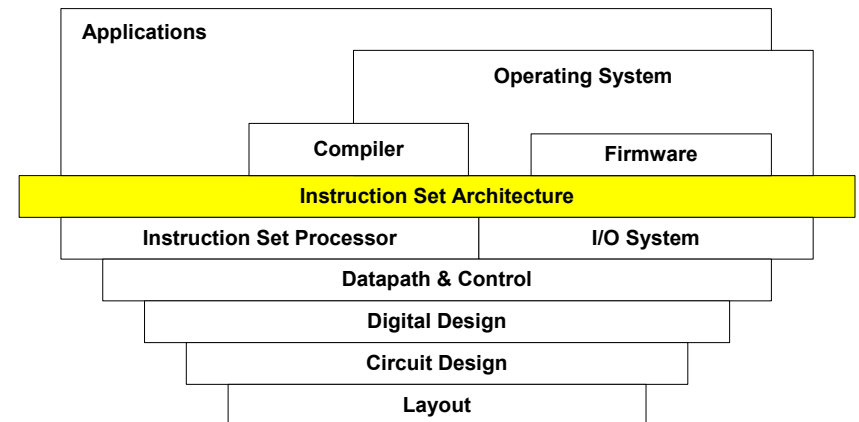 Applications
Operating System
Compiler
Firmware
Instruction Set Architecture
Instruction Set Processor
I/O System
Datapath & Control
Digital Design
Circuit Design
Layout